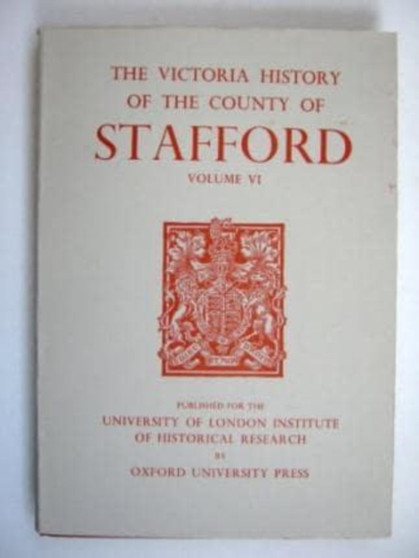 THE VICTORIA HISTORY
OF THE COUNTY OF
STAFFORD
VOLUME VI
PUBLISHED FOR THE
UNIVERSITY OF LONDON INSTITUTE
OF HISTORICAL RESEARCH
BY
OXFORD UNIVERSITY PRESS